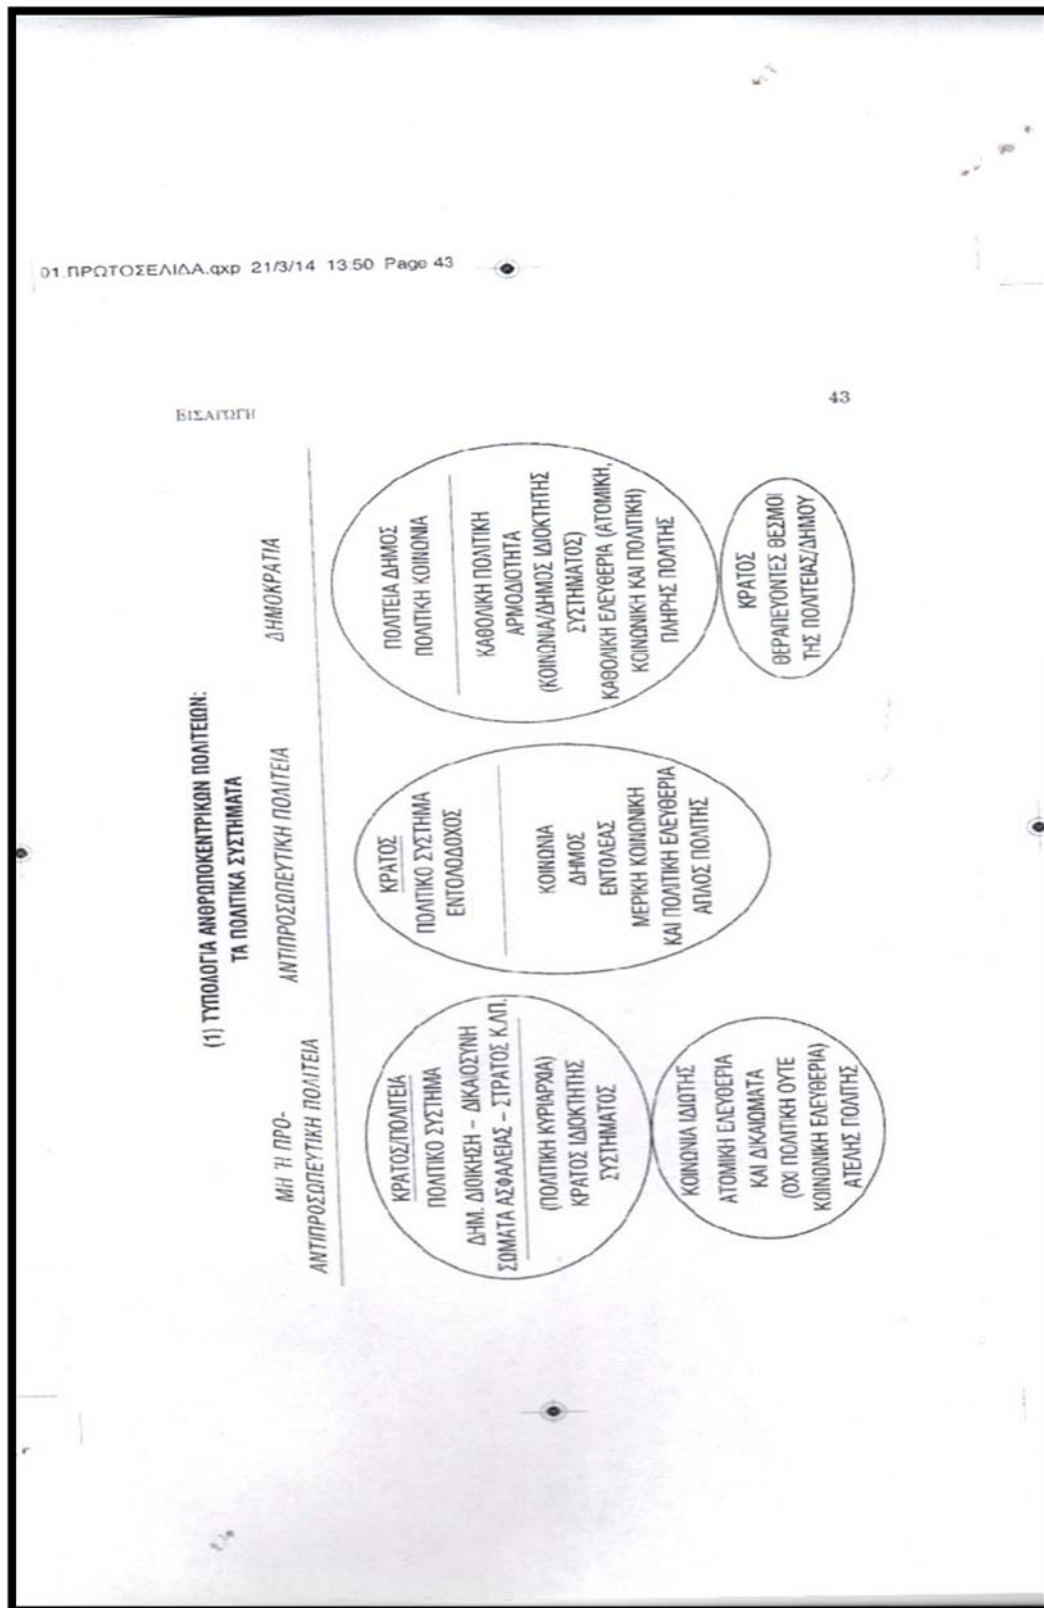 01.ΠΡΩΤΟΣΕΛΙΔΑ.qxp 21/3/14 13:50 Page 43
ΕΙΣΑΓΩΓΗ
43
(1) ΤΥΠΟΛΟΓΙΑ ΑΝΘΡΩΠΟΚΕΝΤΡΙΚΩΝ ΠΟΛΙΤΕΙΩΝ:
ΤΑ ΠΟΛΙΤΙΚΑ ΣΥΣΤΗΜΑΤΑ
ΜΗ Ή ΠΡΟ-
ΑΝΤΙΠΡΟΣΩΠΕΥΤΙΚΗ ΠΟΛΙΤΕΙΑ
ΚΡΑΤΟΣ/ΠΟΛΙΤΕΙΑ
ΠΟΛΙΤΙΚΟ ΣΥΣΤΗΜΑ
ΔΗΜ. ΔΙΟΙΚΗΣΗ – ΔΙΚΑΙΟΣΥΝΗ
ΣΩΜΑΤΑ ΑΣΦΑΛΕΙΑΣ – ΣΤΡΑΤΟΣ Κ.ΛΠ.
(ΠΟΛΙΤΙΚΗ ΚΥΡΙΑΡΧΙΑ)
ΚΡΑΤΟΣ ΙΔΙΟΚΤΗΤΗΣ
ΣΥΣΤΗΜΑΤΟΣ
ΚΟΙΝΩΝΙΑ ΙΔΙΩΤΗΣ
ΑΤΟΜΙΚΗ ΕΛΕΥΘΕΡΙΑ
ΚΑΙ ΔΙΚΑΙΩΜΑΤΑ
(ΟΧΙ ΠΟΛΙΤΙΚΗ ΟΥΤΕ
ΚΟΙΝΩΝΙΚΗ ΕΛΕΥΘΕΡΙΑ)
ΑΤΕΛΗΣ ΠΟΛΙΤΗΣ
ΑΝΤΙΠΡΟΣΩΠΕΥΤΙΚΗ ΠΟΛΙΤΕΙΑ
ΚΡΑΤΟΣ
ΠΟΛΙΤΙΚΟ ΣΥΣΤΗΜΑ
ΕΝΤΟΛΟΔΟΧΟΣ
ΚΟΙΝΩΝΙΑ
ΔΗΜΟΣ
ΕΝΤΟΛΕΑΣ
ΜΕΡΙΚΗ ΚΟΙΝΩΝΙΚΗ
ΚΑΙ ΠΟΛΙΤΙΚΗ ΕΛΕΥΘΕΡΙΑ
ΑΠΛΟΣ ΠΟΛΙΤΗΣ
ΔΗΜΟΚΡΑΤΙΑ
ΠΟΛΙΤΕΙΑ ΔΗΜΟΣ
ΠΟΛΙΤΙΚΗ ΚΟΙΝΩΝΙΑ
ΚΑΘΟΛΙΚΗ ΠΟΛΙΤΙΚΗ
ΑΡΜΟΔΙΟΤΗΤΑ
(ΚΟΙΝΩΝΙΑ/ΔΗΜΟΣ ΙΔΙΟΚΤΗΤΗΣ
ΣΥΣΤΗΜΑΤΟΣ)
ΚΑΘΟΛΙΚΗ ΕΛΕΥΘΕΡΙΑ (ΑΤΟΜΙΚΗ,
ΚΟΙΝΩΝΙΚΗ ΚΑΙ ΠΟΛΙΤΙΚΗ)
ΠΛΗΡΗΣ ΠΟΛΙΤΗΣ
ΚΡΑΤΟΣ
ΘΕΡΑΠΕΥΟΝΤΕΣ ΘΕΣΜΟΙ
ΤΗΣ ΠΟΛΙΤΕΙΑΣ/ΔΗΜΟΥ